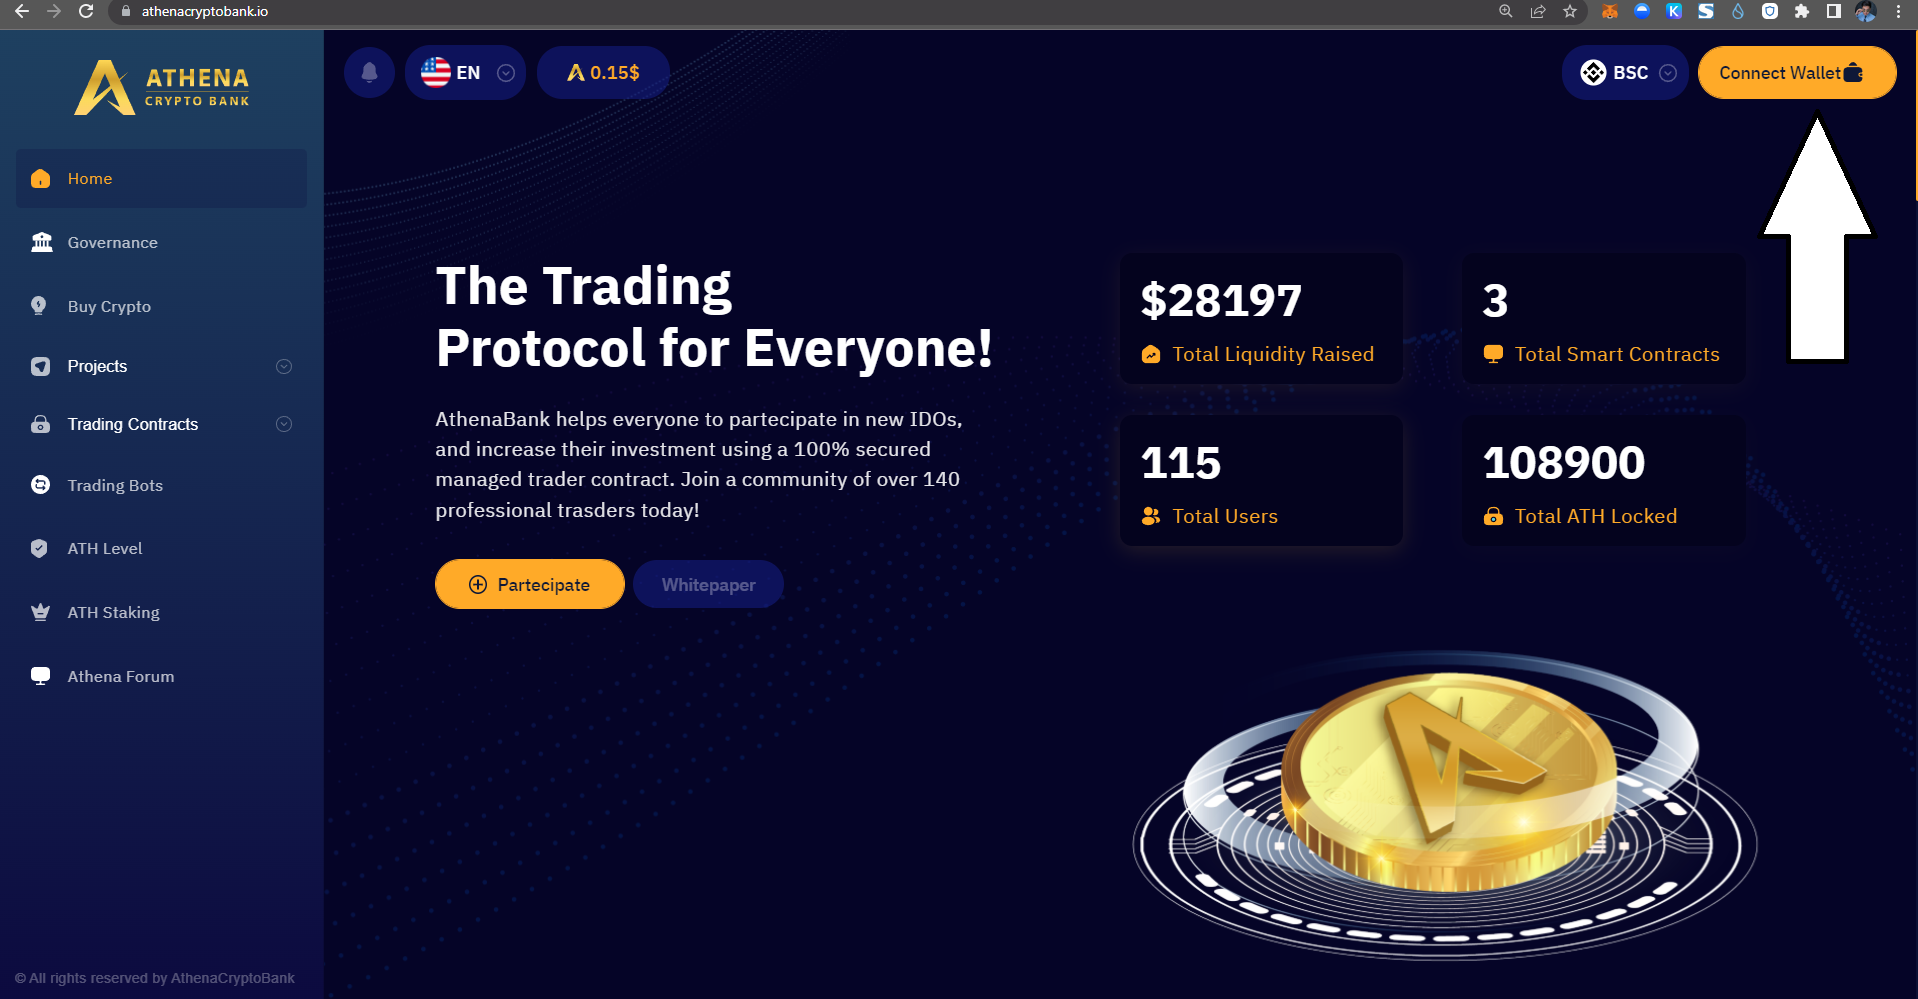 athenacryptobank.io
ATHENA
CRYPTO BANK
Home
Governance
Buy Crypto
Projects
Trading Contracts
Trading Bots
ATH Level
ATH Staking
Athena Forum
© All rights reserved by AthenaCryptoBank
EN
0.15$
BSC
Connect Wallet
The Trading
Protocol for Everyone!
AthenaBank helps everyone to partecipate in new IDOs,
and increase their investment using a 100% secured
managed trader contract. Join a community of over 140
professional trasders today!
Partecipate
Whitepaper
$28197
Total Liquidity Raised
3
Total Smart Contracts
115
Total Users
108900
Total ATH Locked